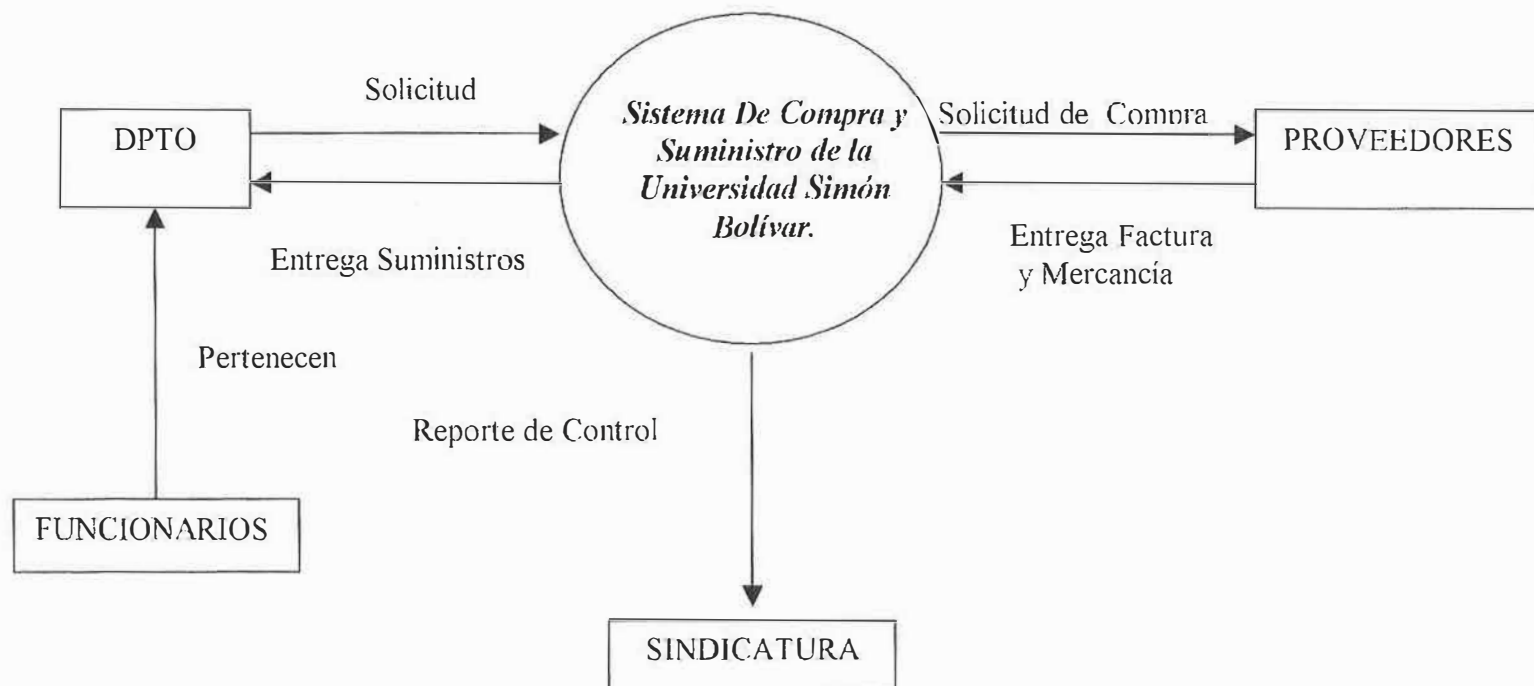 Solicitud
DPTO
Sistema De Compra y
Suministro de la
Universidad Simón
Bolívar.
Solicitud de Compra
PROVEEDORES
Entrega Suministros
Entrega Factura
y Mercancía
Pertenecen
Reporte de Control
FUNCIONARIOS
SINDICATURA